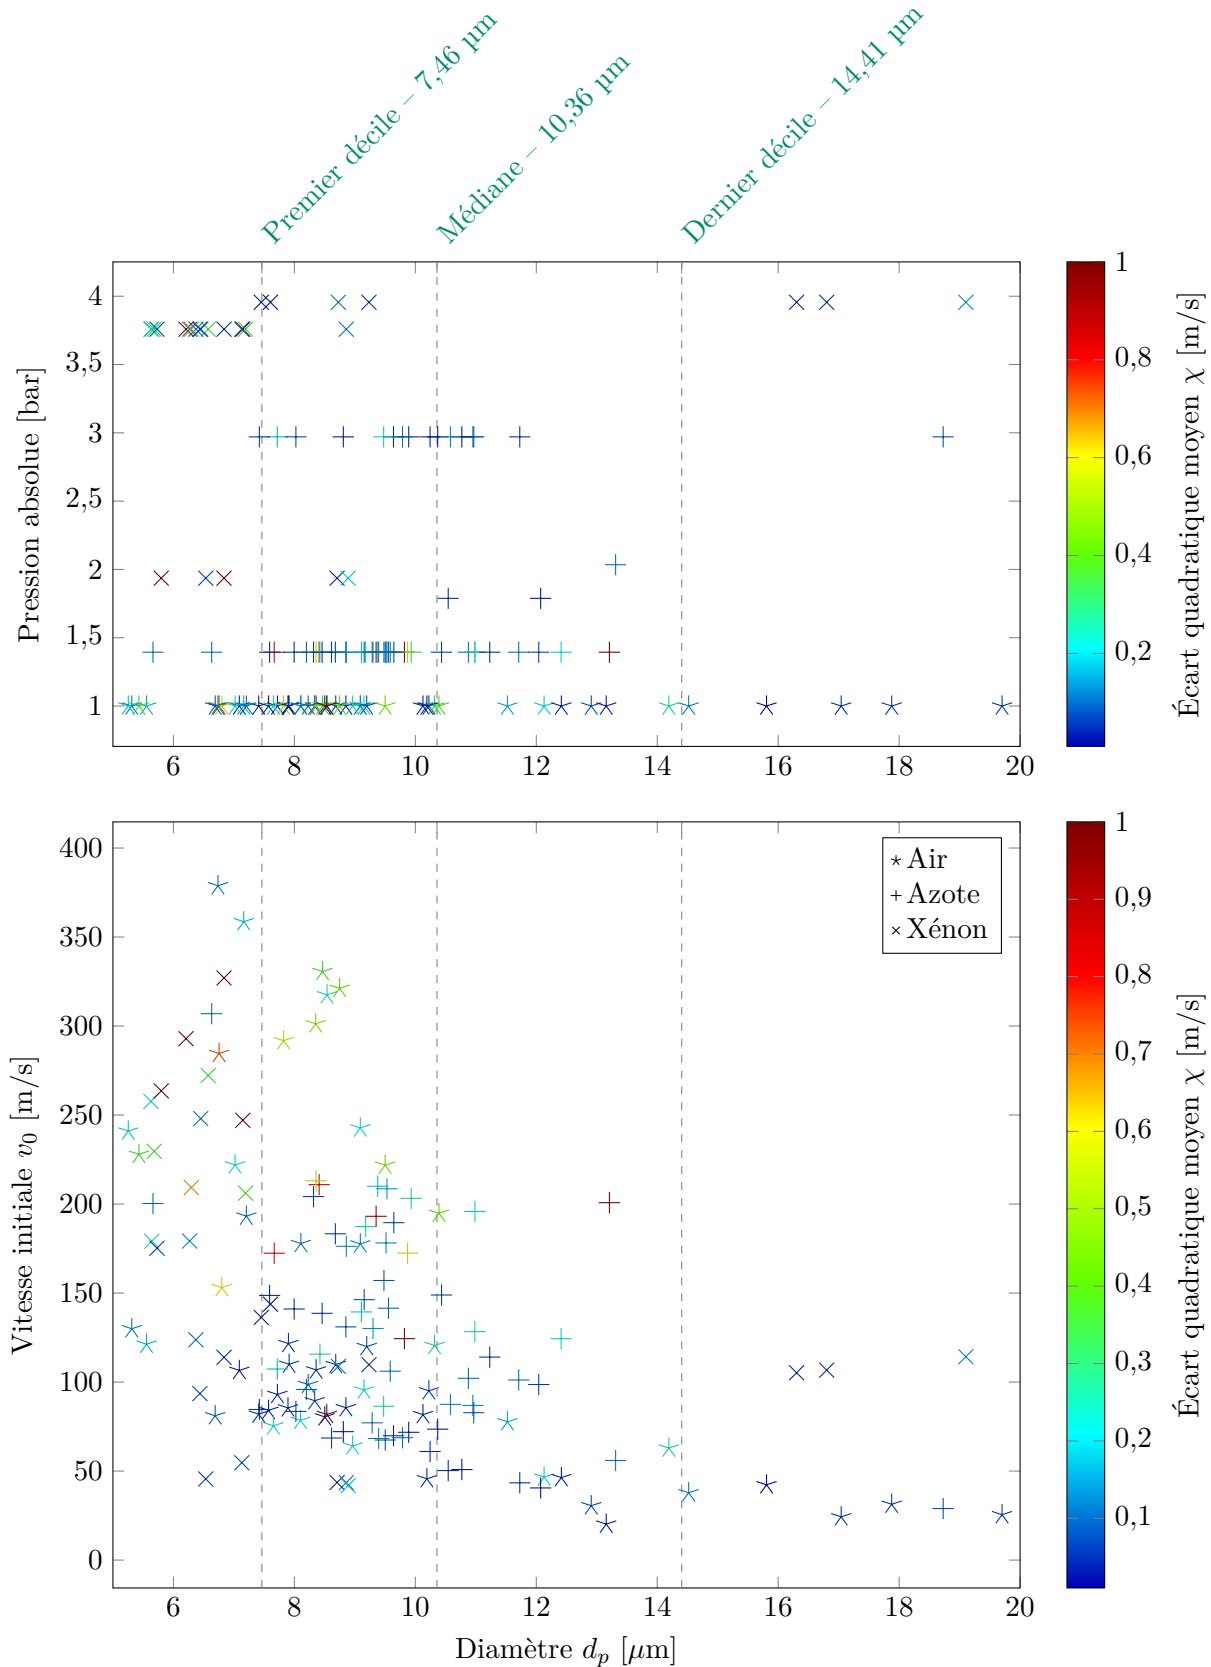 Premier décile – 7,46 µm
Médiane – 10,36 µm
Dernier décile – 14,41 µm
Pression absolue [bar]
4
3,5
3
2,5
2
1,5
1
6 8 10 12 14 16 18 20
1
0,8
0,6
0,4
0,2
Écart quadratique moyen χ [m/s]
Vitesse initiale v₀ [m/s]
400
350
300
250
200
150
100
50
0
6 8 10 12 14 16 18 20
Diamètre dₚ [µm]
Air
Azote
Xénon
1
0,9
0,8
0,7
0,6
0,5
0,4
0,3
0,2
0,1
Écart quadratique moyen χ [m/s]